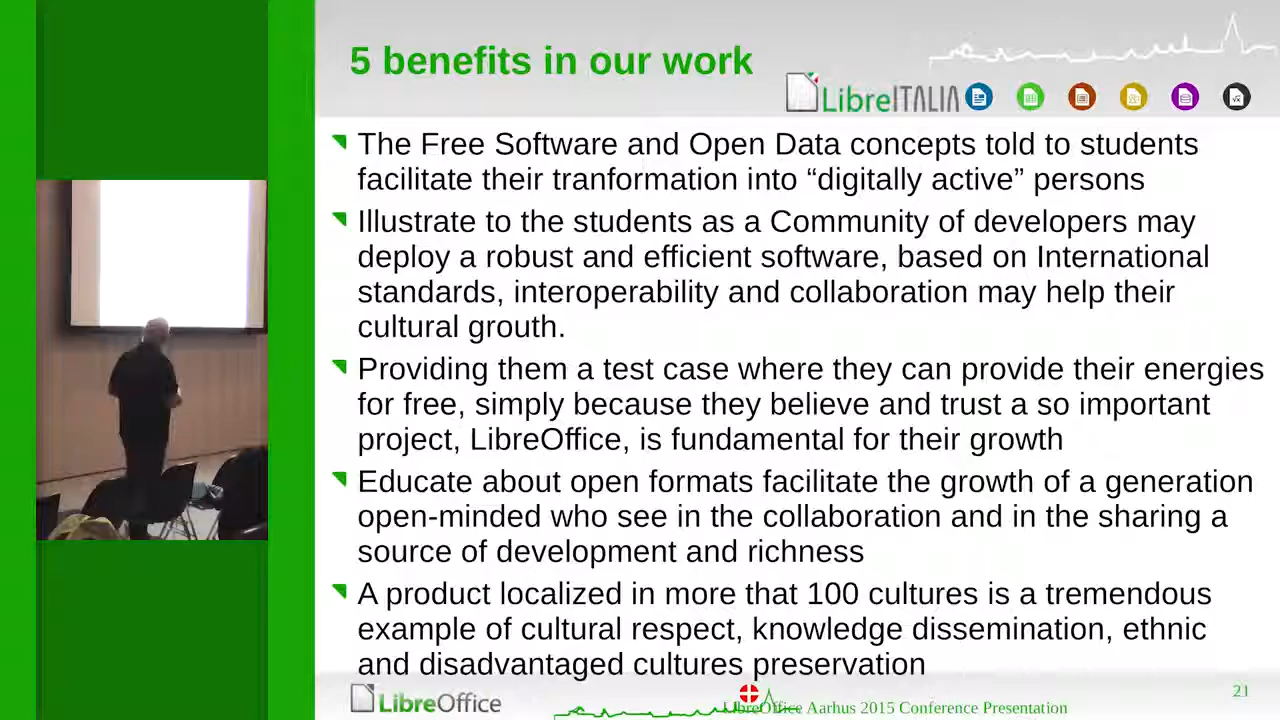 5 benefits in our work
LibreITALIA
The Free Software and Open Data concepts told to students
facilitate their tranformation into “digitally active” persons
Illustrate to the students as a Community of developers may
deploy a robust and efficient software, based on International
standards, interoperability and collaboration may help their
cultural grouth.
Providing them a test case where they can provide their energies
for free, simply because they believe and trust a so important
project, LibreOffice, is fundamental for their growth
Educate about open formats facilitate the growth of a generation
open-minded who see in the collaboration and in the sharing a
source of development and richness
A product localized in more that 100 cultures is a tremendous
example of cultural respect, knowledge dissemination, ethnic
and disadvantaged cultures preservation
LibreOffice
LibreOffice Aarhus 2015 Conference Presentation
21